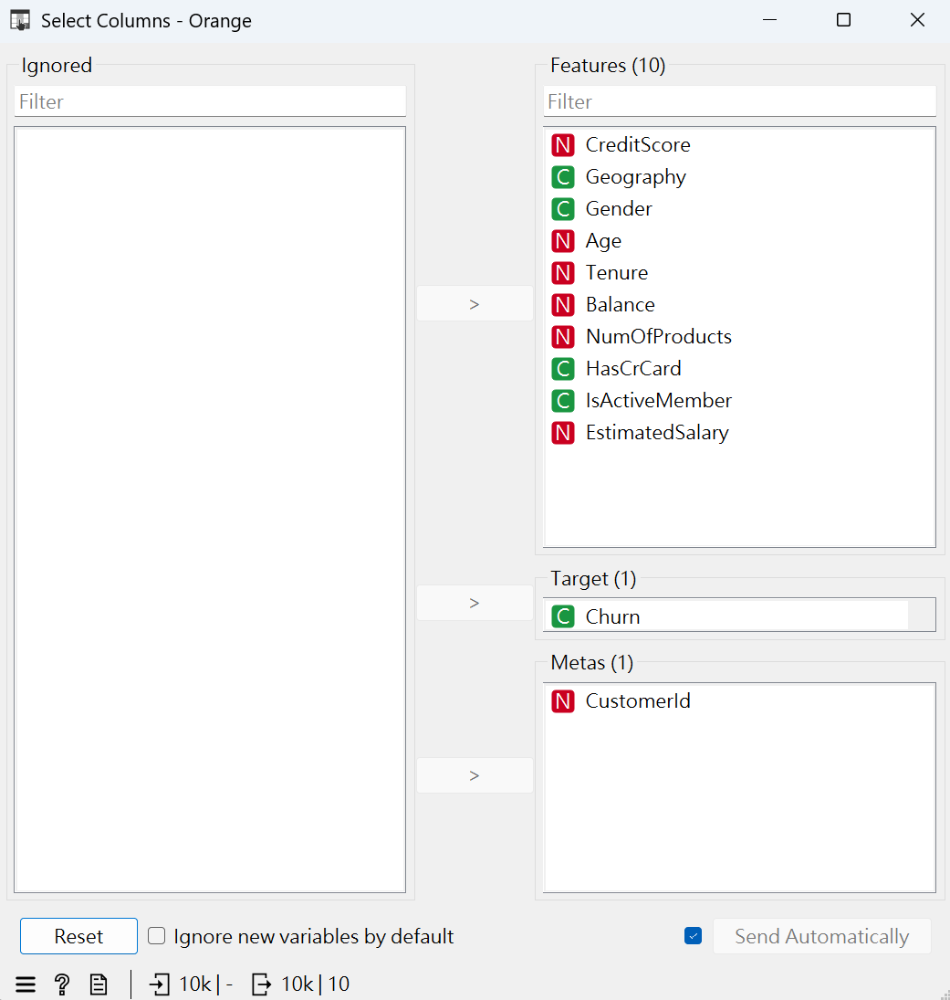 Select Columns - Orange
Ignored
Filter
>
>
>
Features (10)
Filter
N CreditScore
C Geography
C Gender
N Age
N Tenure
N Balance
N NumOfProducts
C HasCrCard
C IsActiveMember
N EstimatedSalary
Target (1)
C Churn
Metas (1)
N CustomerId
Reset
Ignore new variables by default
Send Automatically
? 10k | - 10k | 10